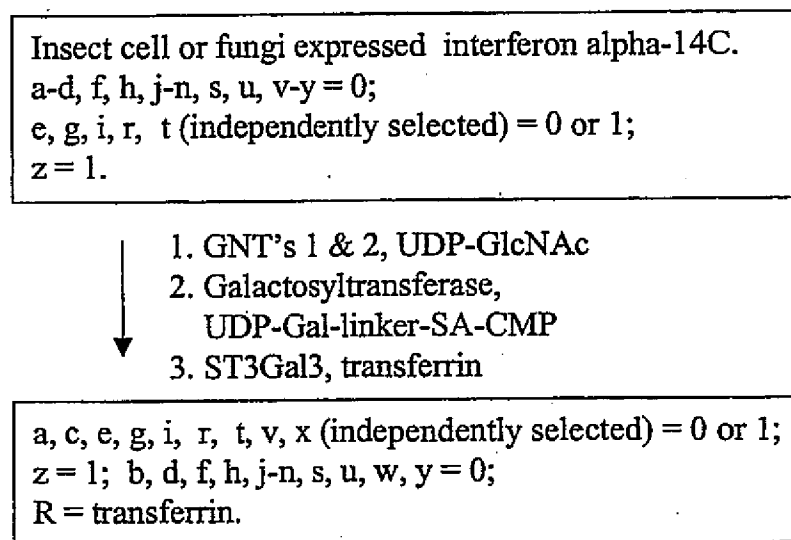 Insect cell or fungi expressed interferon alpha-14C.
a-d, f, h, j-n, s, u, v-y = 0;
e, g, i, r, t (independently selected) = 0 or 1;
z = 1.
1. GNT's 1 & 2, UDP-GlcNAc
2. Galactosyltransferase,
UDP-Gal-linker-SA-CMP
3. ST3Gal3, transferrin
a, c, e, g, i, r, t, v, x (independently selected) = 0 or 1;
z = 1; b, d, f, h, j-n, s, u, w, y = 0;
R = transferrin.